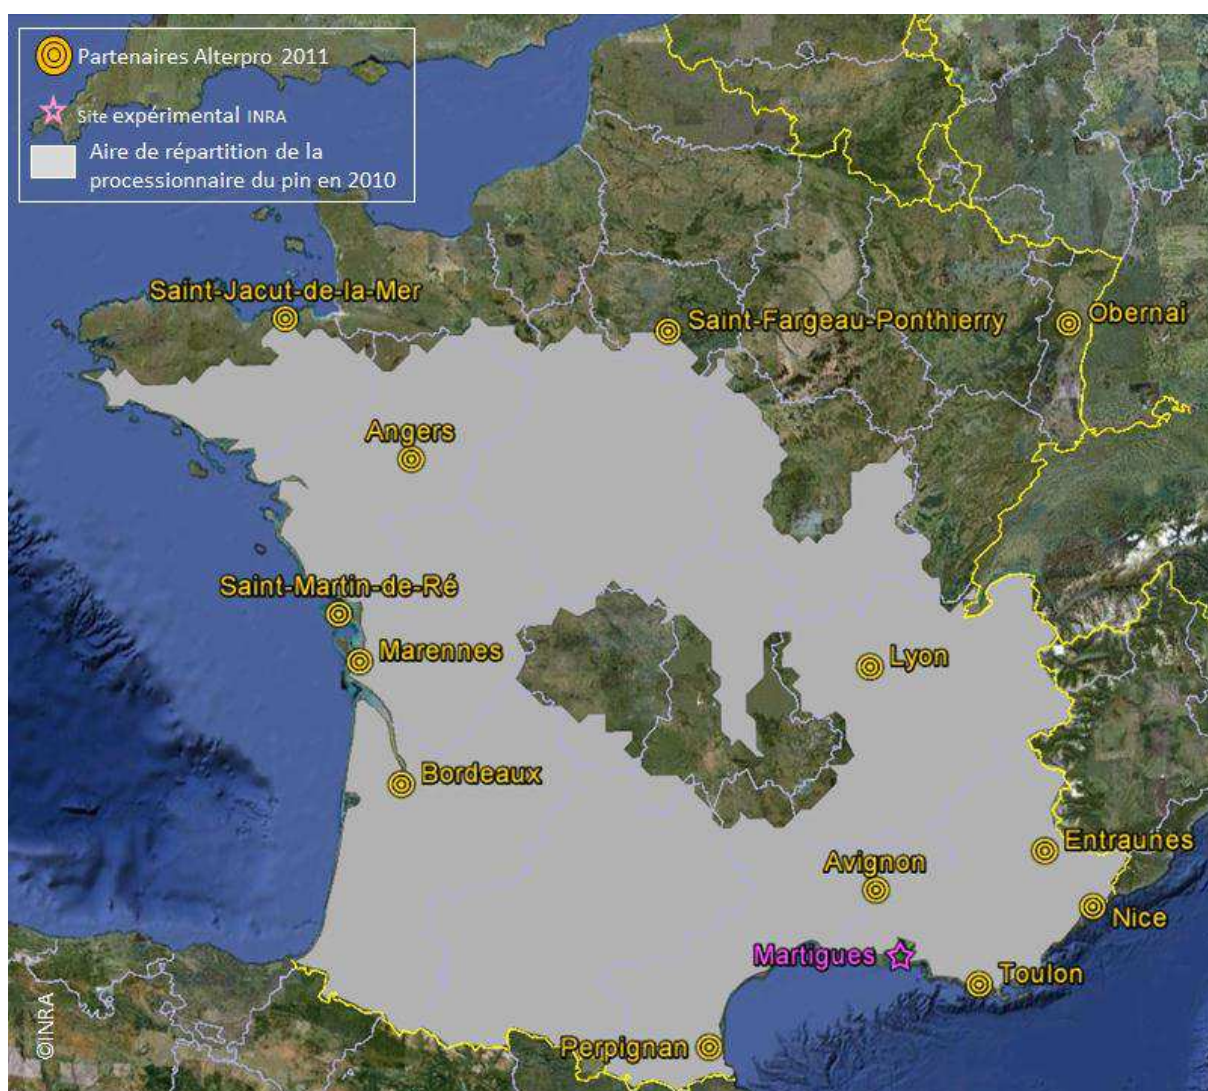 Partenaires Alterpro 2011
Site expérimental INRA
Aire de répartition de la
processionnaire du pin en 2010
Saint-Jacut-de-la-Mer
Saint-Fargeau-Ponthierry
Obernai
Angers
Saint-Martin-de-Ré
Marennes
Lyon
Bordeaux
Entraunes
Avignon
Nice
Martigues
Toulon
Perpignan
©INRA